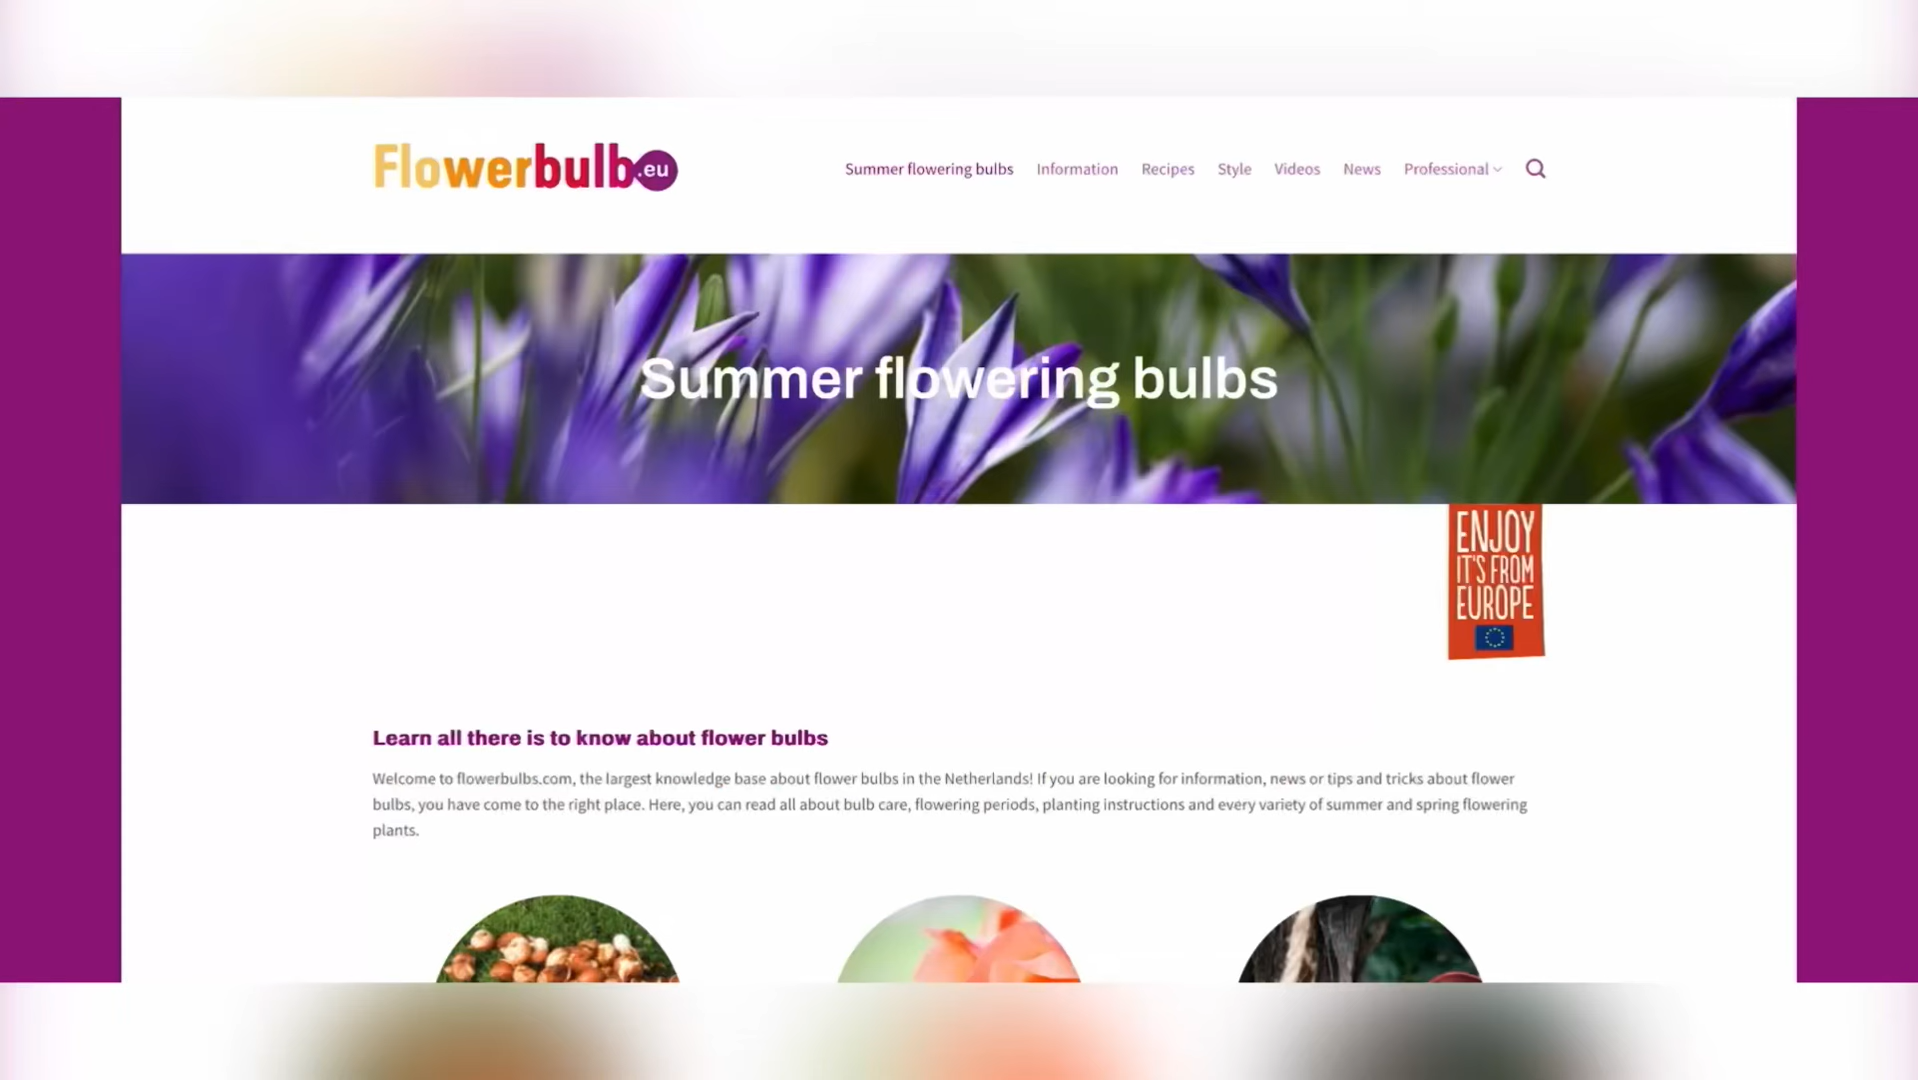 Flowerbulb.eu
Summer flowering bulbs Information Recipes Style Videos News Professional
Summer flowering bulbs
ENJOY
IT'S FROM
EUROPE
Learn all there is to know about flower bulbs
Welcome to flowerbulbs.com, the largest knowledge base about flower bulbs in the Netherlands! If you are looking for information, news or tips and tricks about flower
bulbs, you have come to the right place. Here, you can read all about bulb care, flowering periods, planting instructions and every variety of summer and spring flowering
plants.